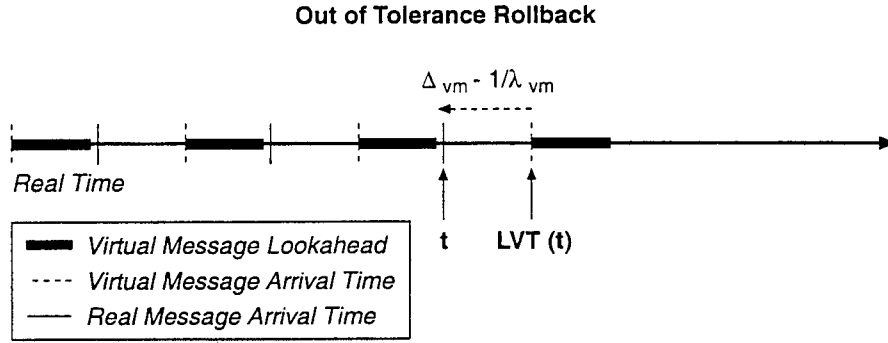 Out of Tolerance Rollback
Δ vm - 1/λ vm
Real Time
t
LVT (t)
Virtual Message Lookahead
Virtual Message Arrival Time
Real Message Arrival Time